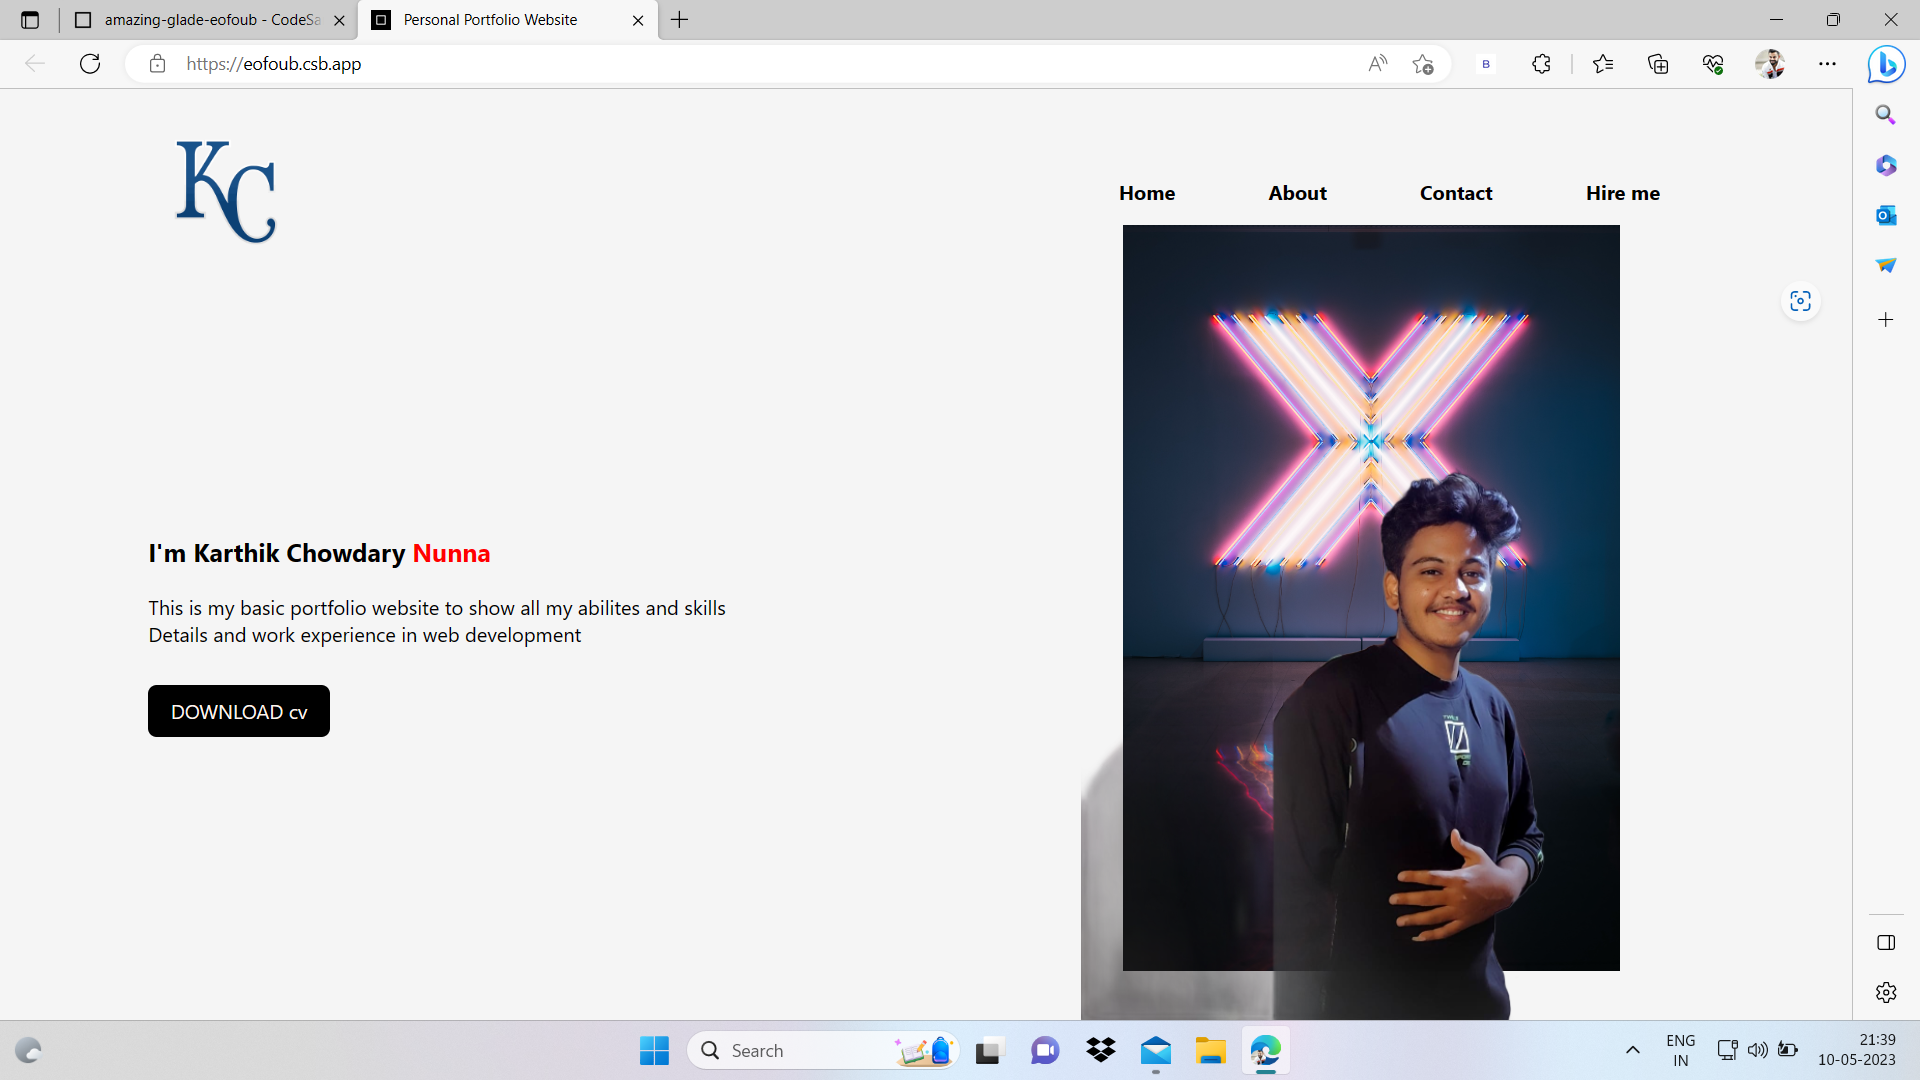 amazing-glade-eofoub - CodeSa
Personal Portfolio Website
https://eofoub.csb.app
B
KC
Home
About
Contact
Hire me
I'm Karthik Chowdary Nunna
This is my basic portfolio website to show all my abilites and skills
Details and work experience in web development
DOWNLOAD cv
Search
ENG
IN
21:39
10-05-2023